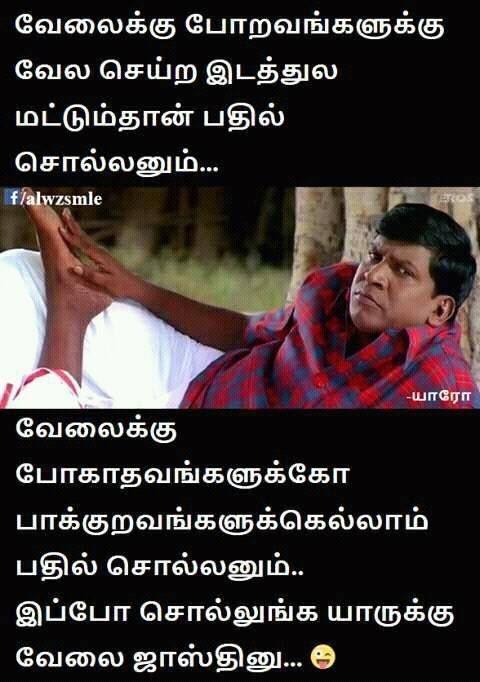 வேலைக்கு போறவங்களுக்கு
வேல செய்ற இடத்துல
மட்டும்தான் பதில்
சொல்லனும்...
f/alwzsmle
-யாரோ
வேலைக்கு
போகாதவங்களுக்கோ
பாக்குறவங்களுக்கெல்லாம்
பதில் சொல்லனும்..
இப்போ சொல்லுங்க யாருக்கு
வேலை ஜாஸ்தினு... 😜